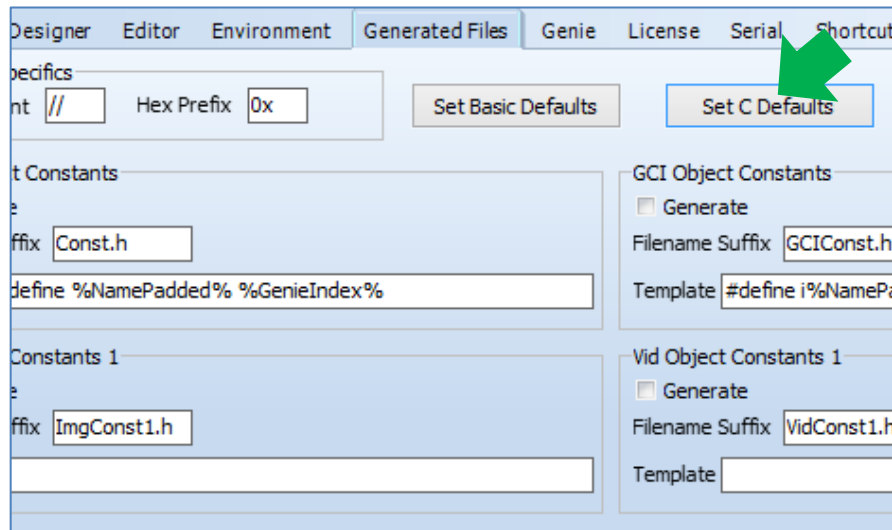 Designer Editor Environment Generated Files Genie License Serial Shortcut
pecifics
nt // Hex Prefix 0x Set Basic Defaults Set C Defaults
t Constants GCI Object Constants
e Generate
ffix Const.h Filename Suffix GCIConst.h
define %NamePadded% %GenieIndex% Template #define i%NamePa
Constants 1 Vid Object Constants 1
e Generate
ffix ImgConst1.h Filename Suffix VidConst1.h
Template